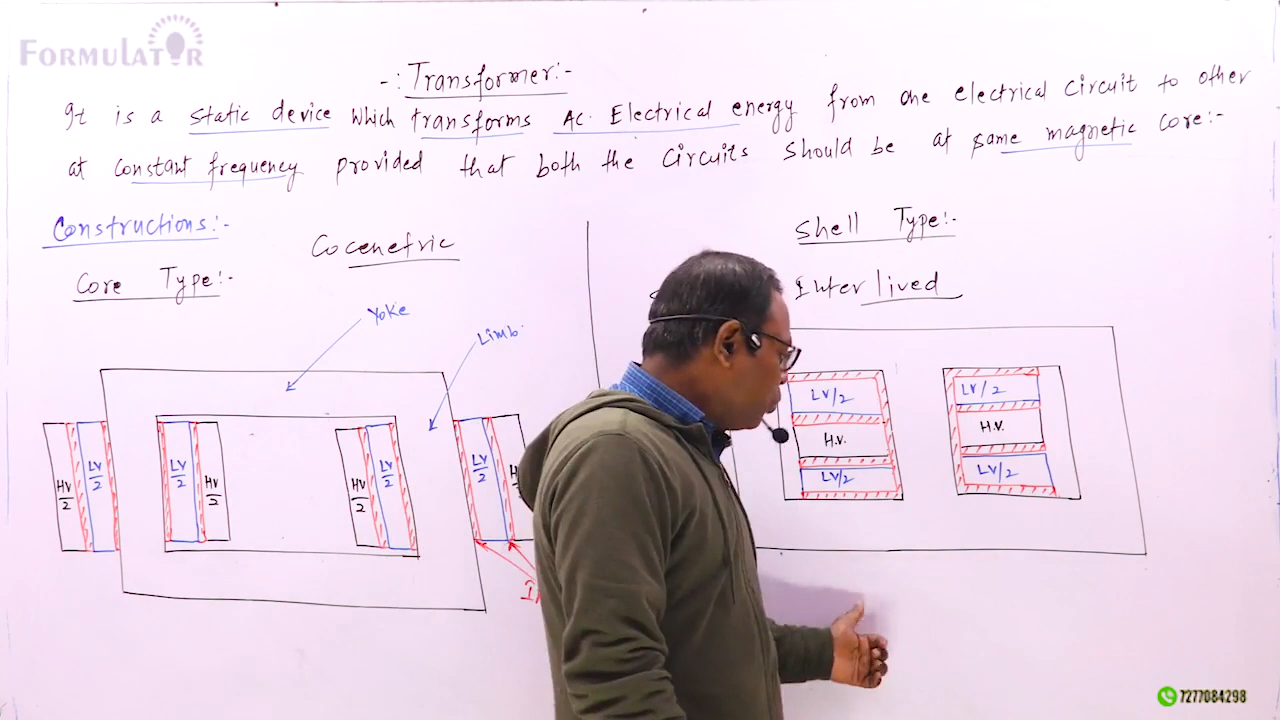 FORMULATOR
-: Transformer:-
It is a static device which transforms AC. Electrical energy from one electrical circuit to other
at constant frequency provided that both the circuits should be at same magnetic core:-
Constructions:-
Cocenetric
Core Type:-
Yoke
Limb
HV/2
LV/2
LV/2
HV/2
HV/2
LV/2
LV/2
Shell Type:-
Inter lived
LV/2
H.V.
LV/2
LV/2
H.V.
LV/2
7277084298